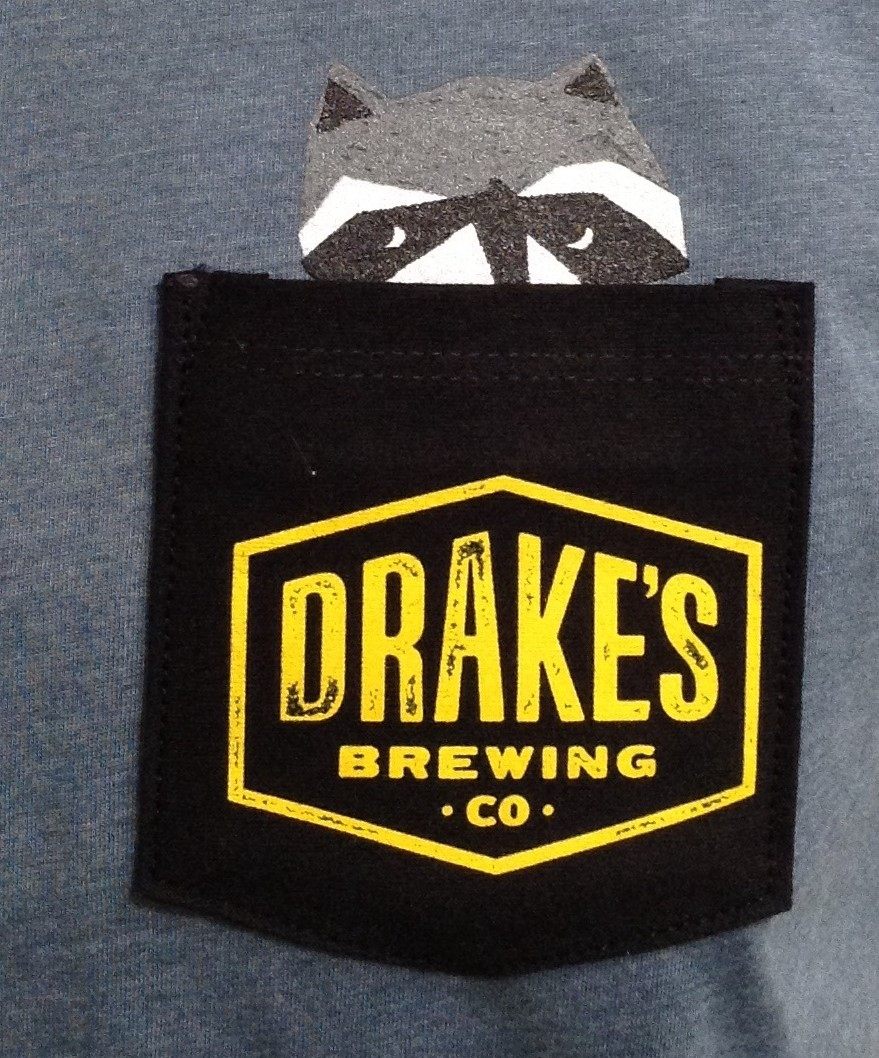 DRAKE'S
BREWING
· CO ·